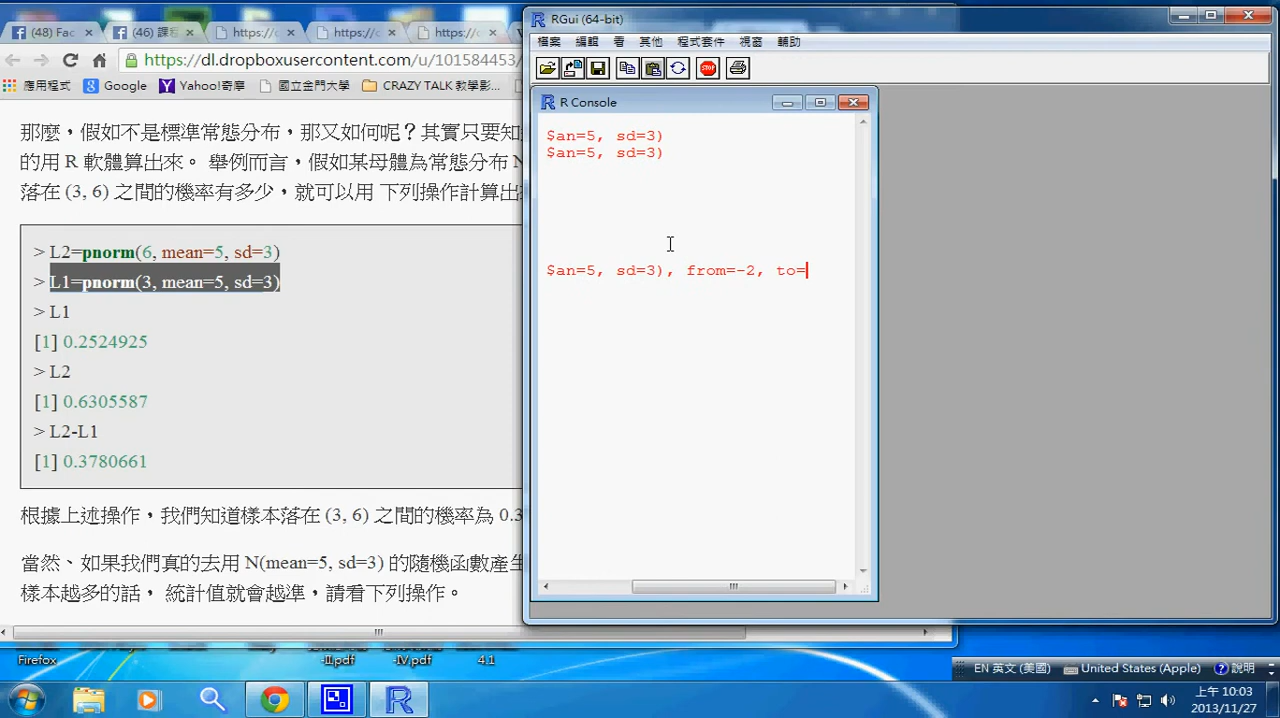 (48) Fac
(46) 課程
https://c
https://c
https://c
https://dl.dropboxusercontent.com/u/101584453/
應用程式
Google
Yahoo!奇摩
國立金門大學
CRAZY TALK 教學影...
那麼，假如不是標準常態分布，那又如何呢？其實只要知
的用 R 軟體算出來。 舉例而言，假如某母體為常態分布 N
落在 (3, 6) 之間的機率有多少，就可以用 下列操作計算出
> L2=pnorm(6, mean=5, sd=3)
> L1=pnorm(3, mean=5, sd=3)
> L1
[1] 0.2524925
> L2
[1] 0.6305587
> L2-L1
[1] 0.3780661
根據上述操作，我們知道樣本落在 (3, 6) 之間的機率為 0.3
當然、如果我們真的去用 N(mean=5, sd=3) 的隨機函數產生
樣本越多的話， 統計值就會越準，請看下列操作。
RGui (64-bit)
檔案 編輯 看 其他 程式套件 視窗 輔助
STOP
R Console
$an=5, sd=3)
$an=5, sd=3)
$an=5, sd=3), from=-2, to=
Firefox
-II.pdf
-IV.pdf
4.1
EN 英文 (美國)
United States (Apple)
說明
上午 10:03
2013/11/27